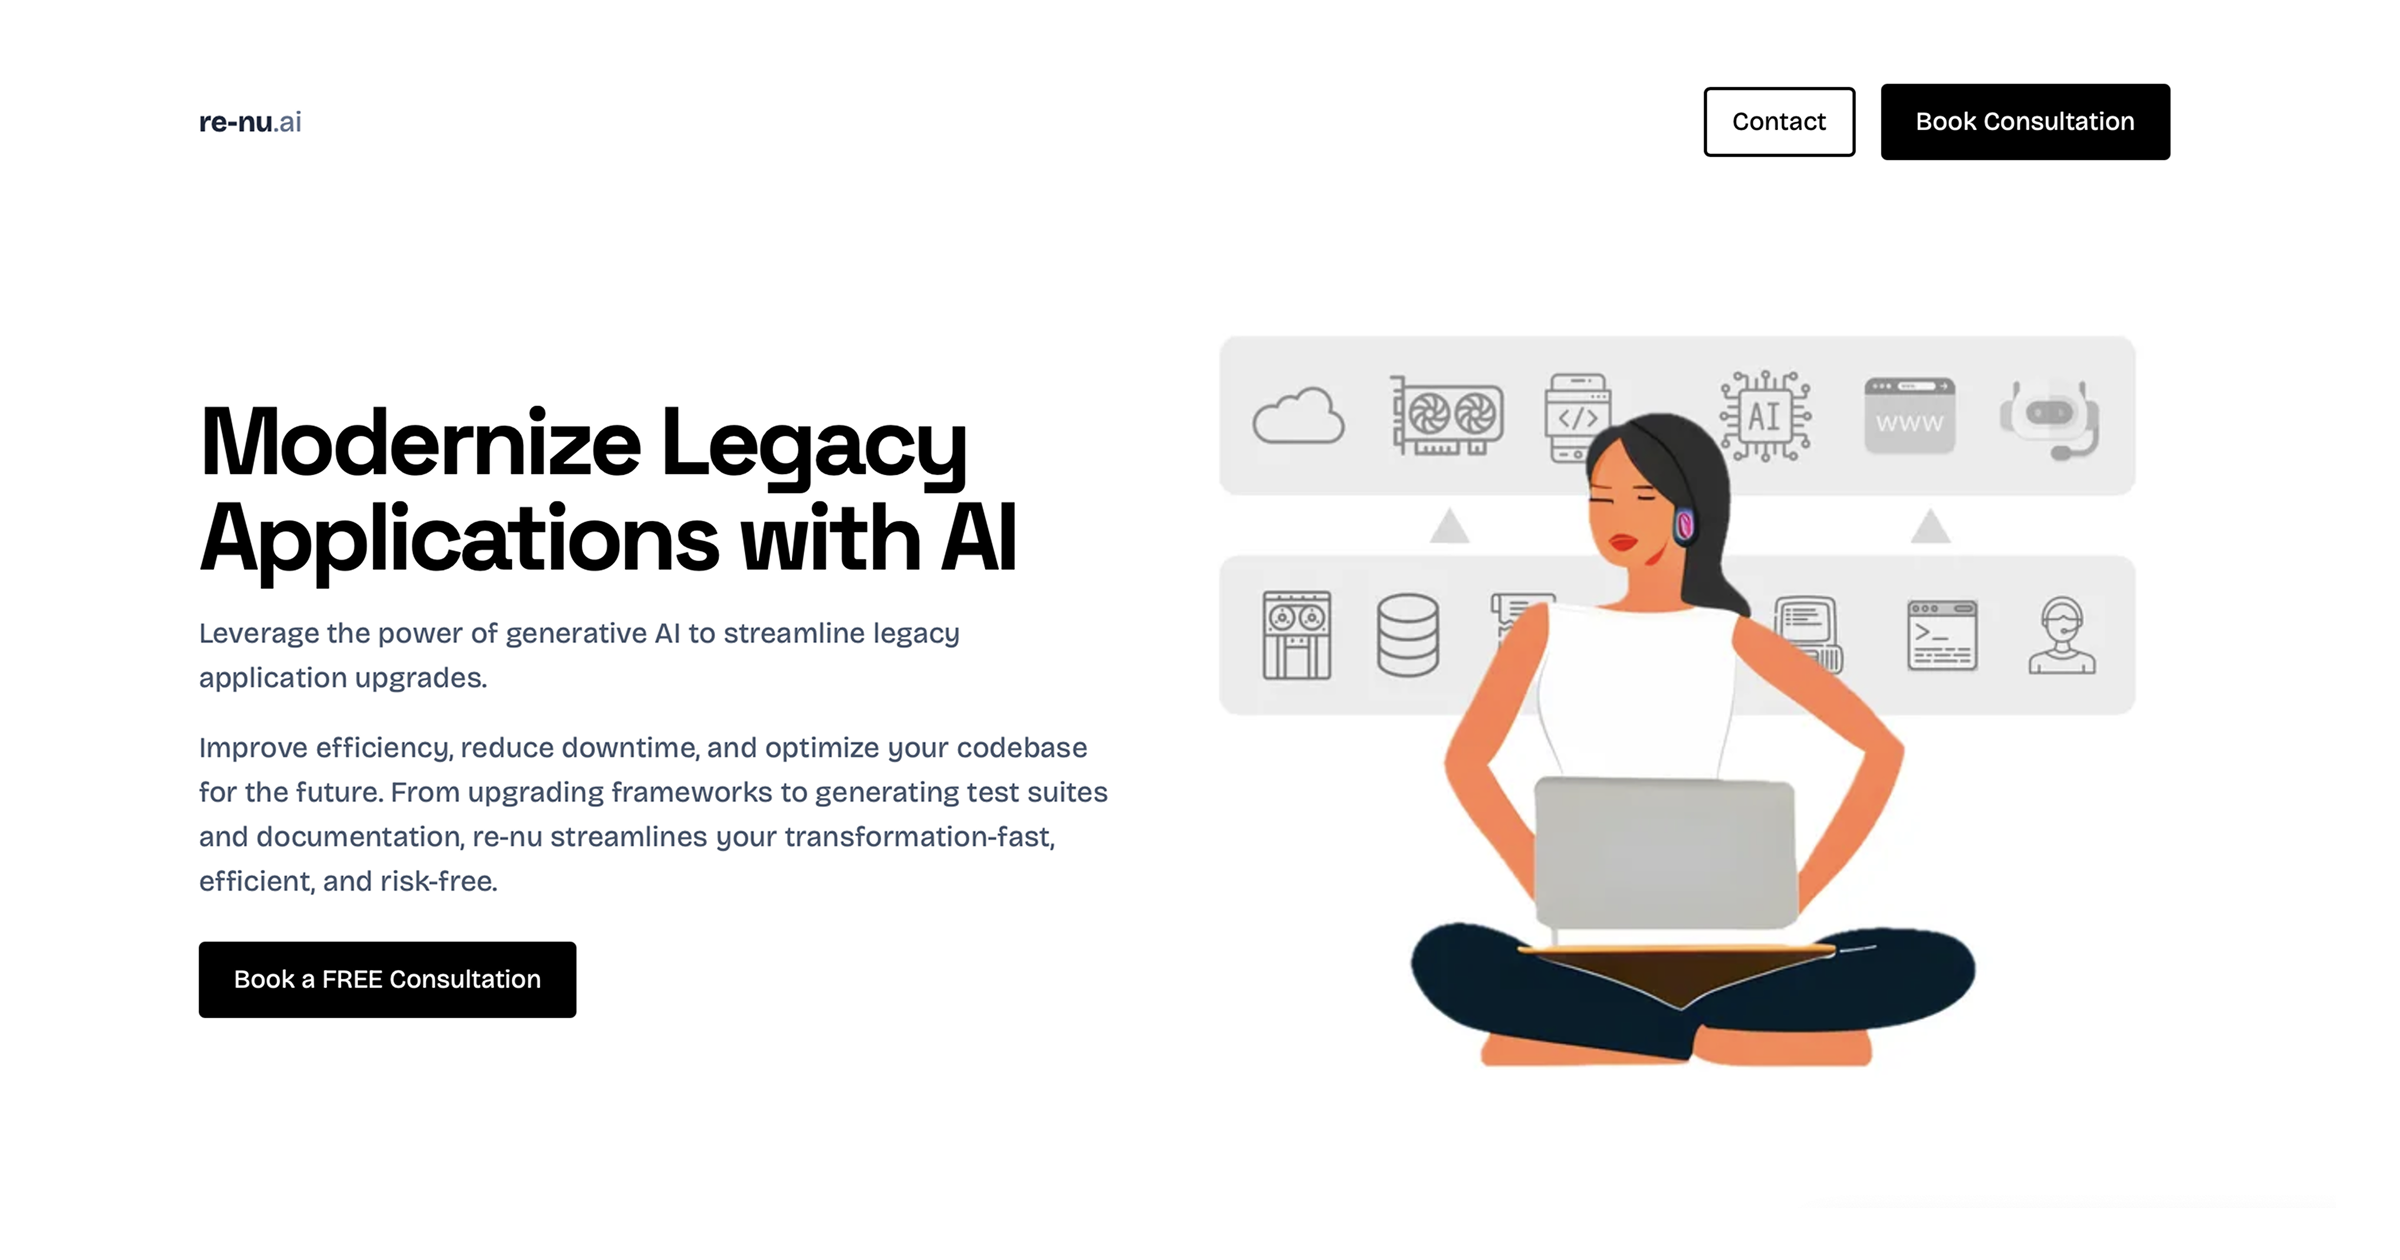 re-nu.ai
Contact
Book Consultation
Modernize Legacy
Applications with AI
Leverage the power of generative AI to streamline legacy
application upgrades.
Improve efficiency, reduce downtime, and optimize your codebase
for the future. From upgrading frameworks to generating test suites
and documentation, re-nu streamlines your transformation-fast,
efficient, and risk-free.
Book a FREE Consultation
</>
AI
www
>_